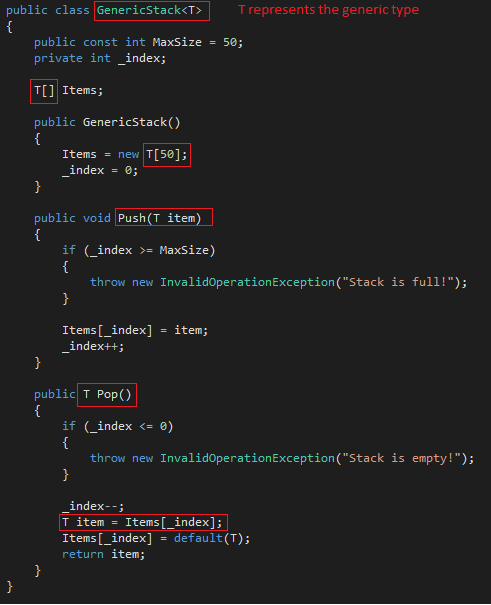 public class GenericStack<T> T represents the generic type
{
public const int MaxSize = 50;
private int _index;
T[] Items;
public GenericStack()
{
Items = new T[50];
_index = 0;
}
public void Push(T item)
{
if (_index >= MaxSize)
{
throw new InvalidOperationException("Stack is full!");
}
Items[_index] = item;
_index++;
}
public T Pop()
{
if (_index <= 0)
{
throw new InvalidOperationException("Stack is empty!");
}
_index--;
T item = Items[_index];
Items[_index] = default(T);
return item;
}
}